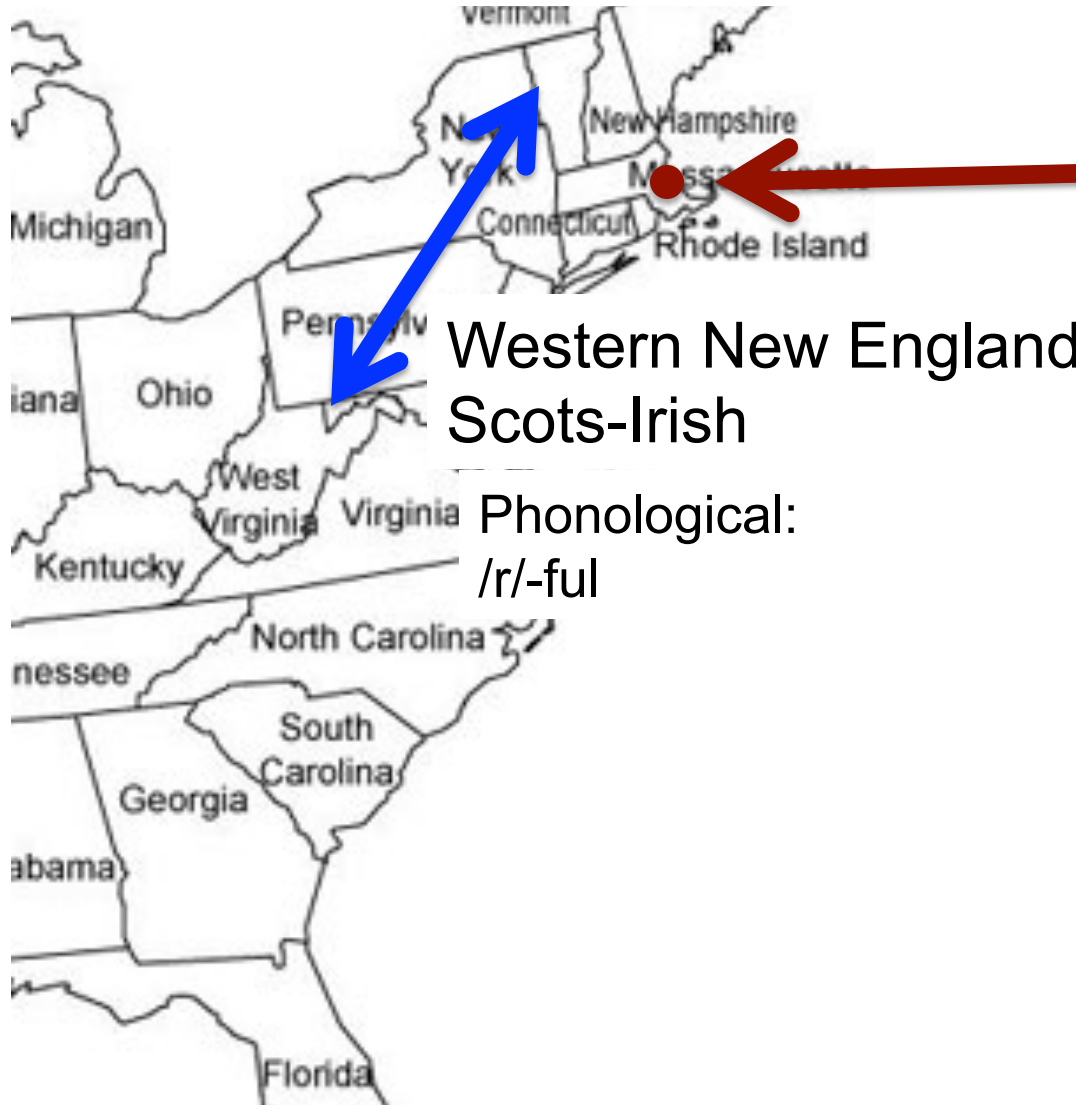 Vermont
New Hampshire
New
York
Massachusetts
Michigan
Connecticut
Rhode Island
Pennsylv
Western New England
Scots-Irish
iana
Ohio
West
Virginia
Virginia
Phonological:
/r/-ful
Kentucky
North Carolina
nessee
South
Carolina
Georgia
abama
Florida